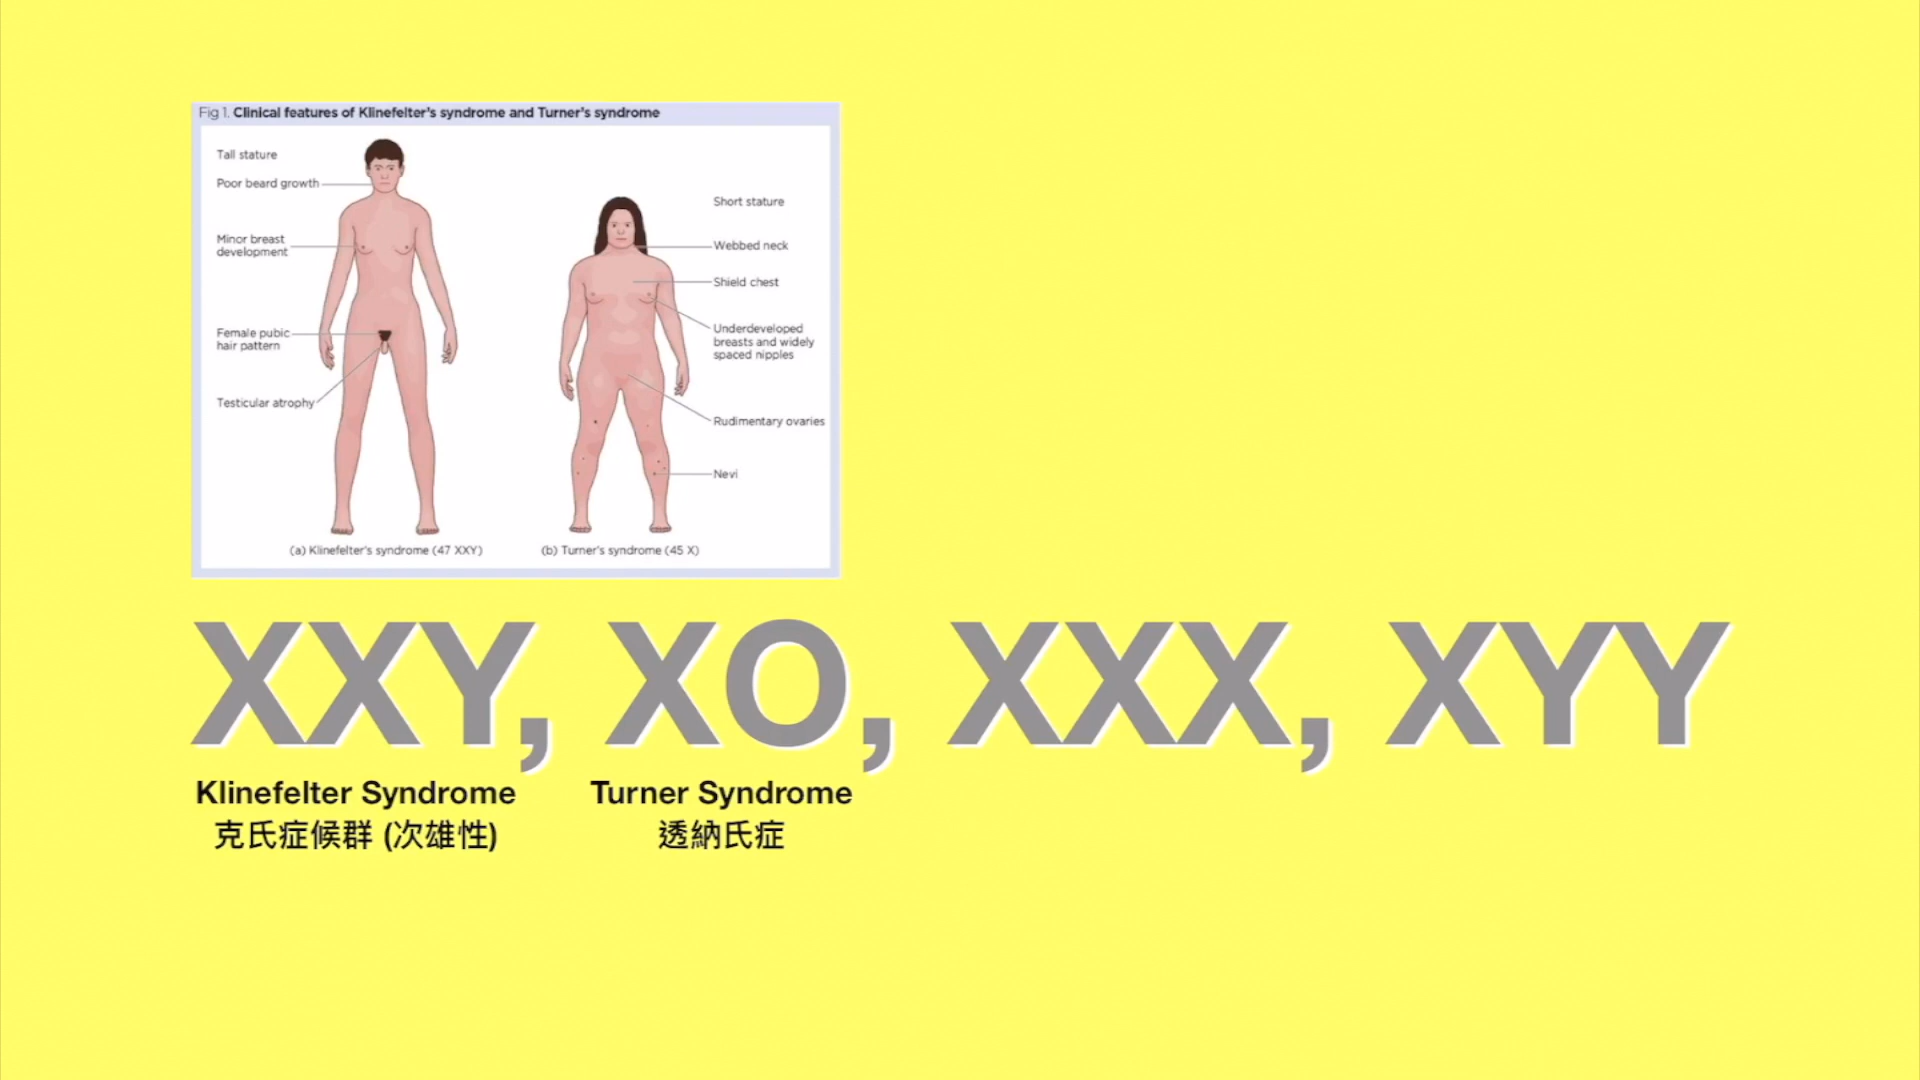 Fig 1. Clinical features of Klinefelter's syndrome and Turner's syndrome
Tall stature
Poor beard growth
Minor breast
development
Female pubic
hair pattern
Testicular atrophy
(a) Klinefelter's syndrome (47 XXY)
Short stature
Webbed neck
Shield chest
Underdeveloped
breasts and widely
spaced nipples
Rudimentary ovaries
Nevi
(b) Turner's syndrome (45 X)
XXY, XO, XXX, XYY
Klinefelter Syndrome
克氏症候群 (次雄性)
Turner Syndrome
透納氏症